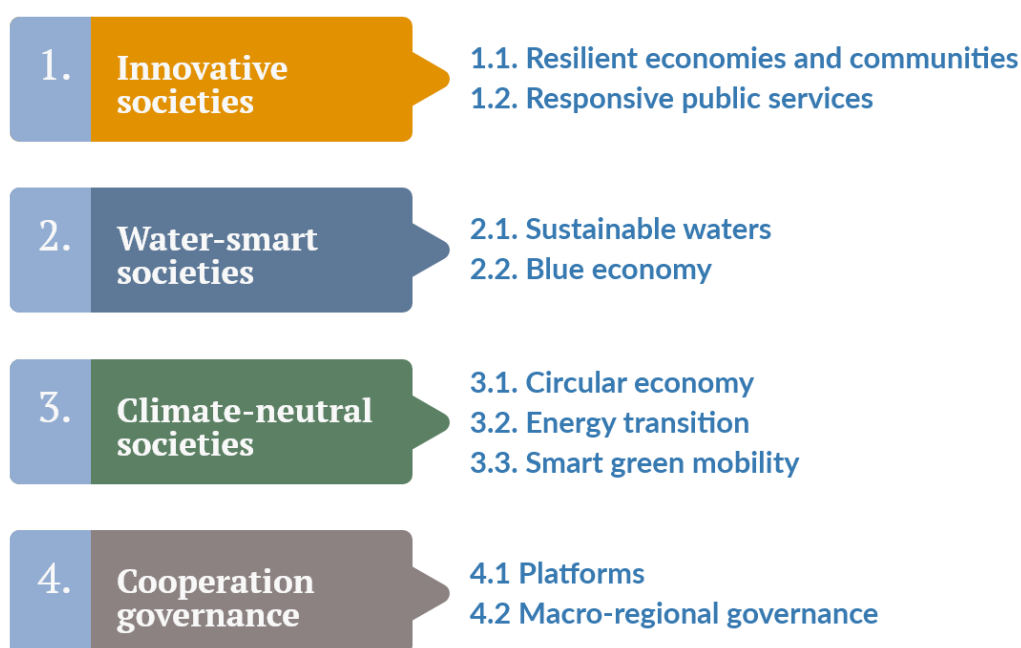 1.
Innovative
societies
1.1. Resilient economies and communities
1.2. Responsive public services
2.
Water-smart
societies
2.1. Sustainable waters
2.2. Blue economy
3.
Climate-neutral
societies
3.1. Circular economy
3.2. Energy transition
3.3. Smart green mobility
4.
Cooperation
governance
4.1 Platforms
4.2 Macro-regional governance